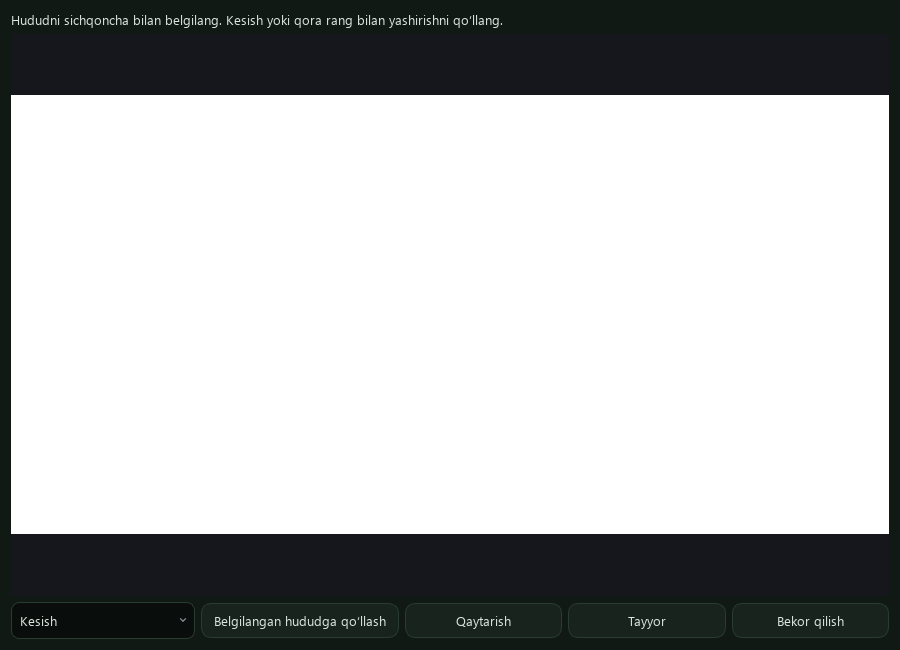 Hududni sichqoncha bilan belgilang. Kesish yoki qora rang bilan yashirishni qo‘llang.
Kesish
Belgilangan hududga qo‘llash
Qaytarish
Tayyor
Bekor qilish